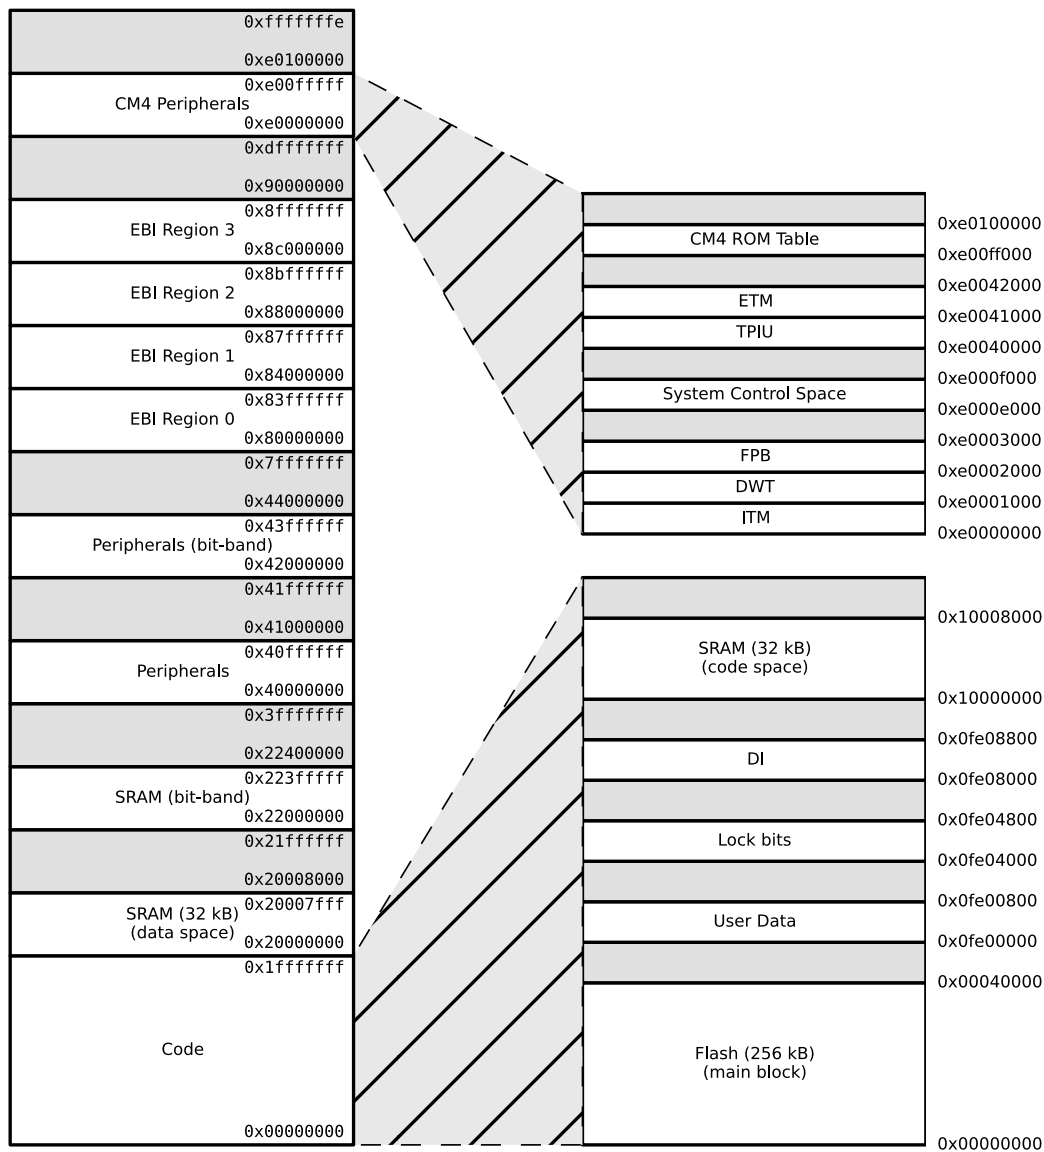 0xfffffffe
0xe0100000
0xe00fffff
CM4 Peripherals
0xe0000000
0xdfffffff
0x90000000
0x8fffffff
EBI Region 3
0x8c000000
0x8bffffff
EBI Region 2
0x88000000
0x87ffffff
EBI Region 1
0x84000000
0x83ffffff
EBI Region 0
0x80000000
0x7fffffff
0x44000000
0x43ffffff
Peripherals (bit-band)
0x42000000
0x41ffffff
0x41000000
0x40ffffff
Peripherals
0x40000000
0x3fffffff
0x22400000
0x223fffff
SRAM (bit-band)
0x22000000
0x21ffffff
0x20008000
0x20007fff
SRAM (32 kB)
(data space)
0x20000000
0x1fffffff
Code
0x00000000
0xe0100000
CM4 ROM Table
0xe00ff000
0xe0042000
ETM
0xe0041000
TPIU
0xe0040000
0xe000f000
System Control Space
0xe000e000
0xe0003000
FPB
0xe0002000
DWT
0xe0001000
ITM
0xe0000000
0x10008000
SRAM (32 kB)
(code space)
0x10000000
0x0fe08800
DI
0x0fe08000
0x0fe04800
Lock bits
0x0fe04000
0x0fe00800
User Data
0x0fe00000
0x00040000
Flash (256 kB)
(main block)
0x00000000